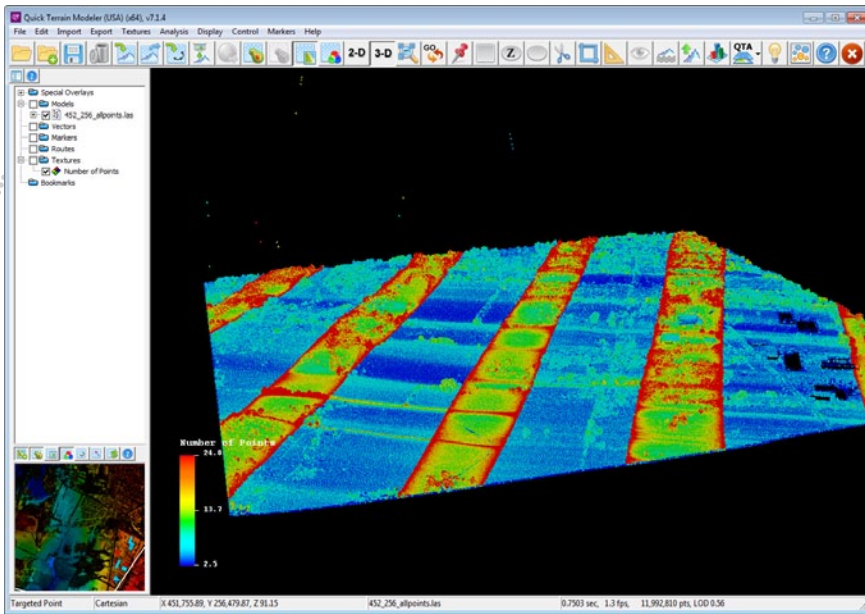 Quick Terrain Modeler (USA) (x64), v7.1.4
File Edit Import Export Textures Analysis Display Control Markers Help
2-D 3-D GO Z QTA
Special Overlays
Models
452_256_allpoints.las
Vectors
Markers
Routes
Textures
Number of Points
Bookmarks
Number of Points
24.8
13.7
2.5
Targeted Point Cartesian X 451,755.89, Y 256,479.87, Z 91.15 452_256_allpoints.las 0.7503 sec, 1.3 fps, 11,992,810 pts, LOD 0.56